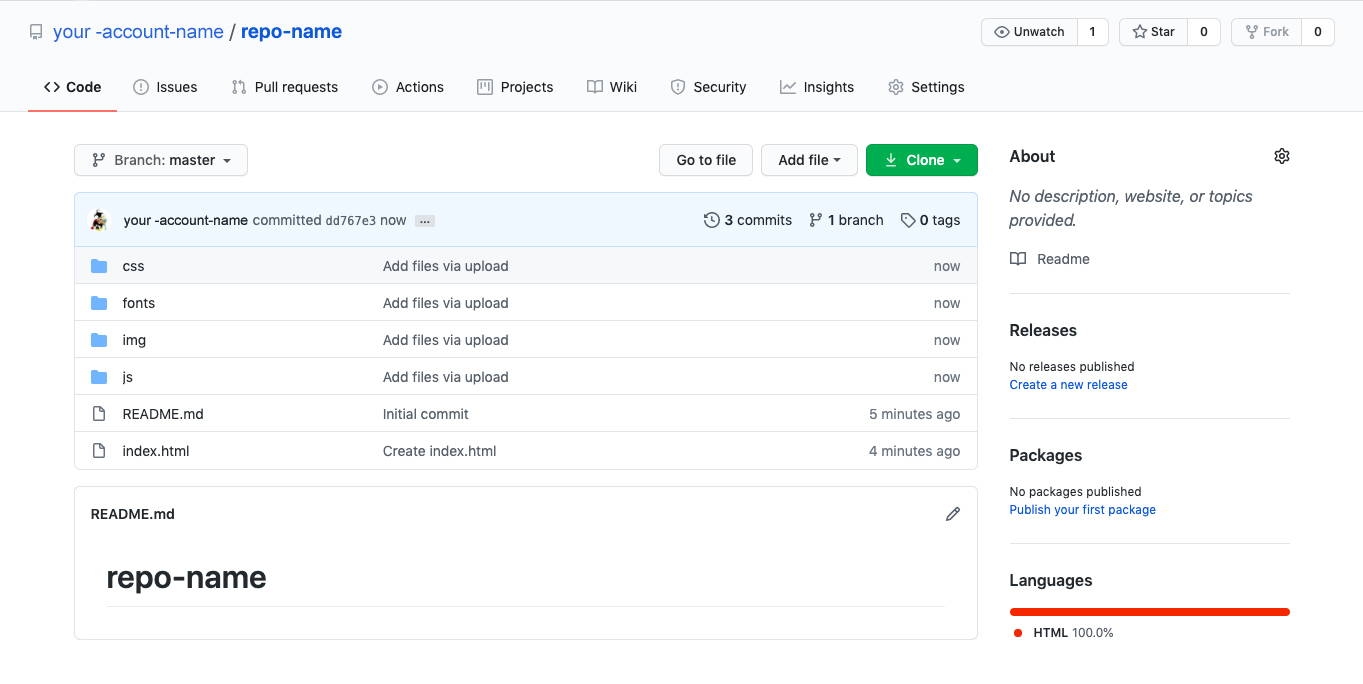 your -account-name / repo-name
Unwatch 1 Star 0 Fork 0
Code Issues Pull requests Actions Projects Wiki Security Insights Settings
Branch: master Go to file Add file Clone
your -account-name committed dd767e3 now ... 3 commits 1 branch 0 tags
css Add files via upload now
fonts Add files via upload now
img Add files via upload now
js Add files via upload now
README.md Initial commit 5 minutes ago
index.html Create index.html 4 minutes ago
README.md
repo-name
About
No description, website, or topics
provided.
Readme
Releases
No releases published
Create a new release
Packages
No packages published
Publish your first package
Languages
HTML 100.0%